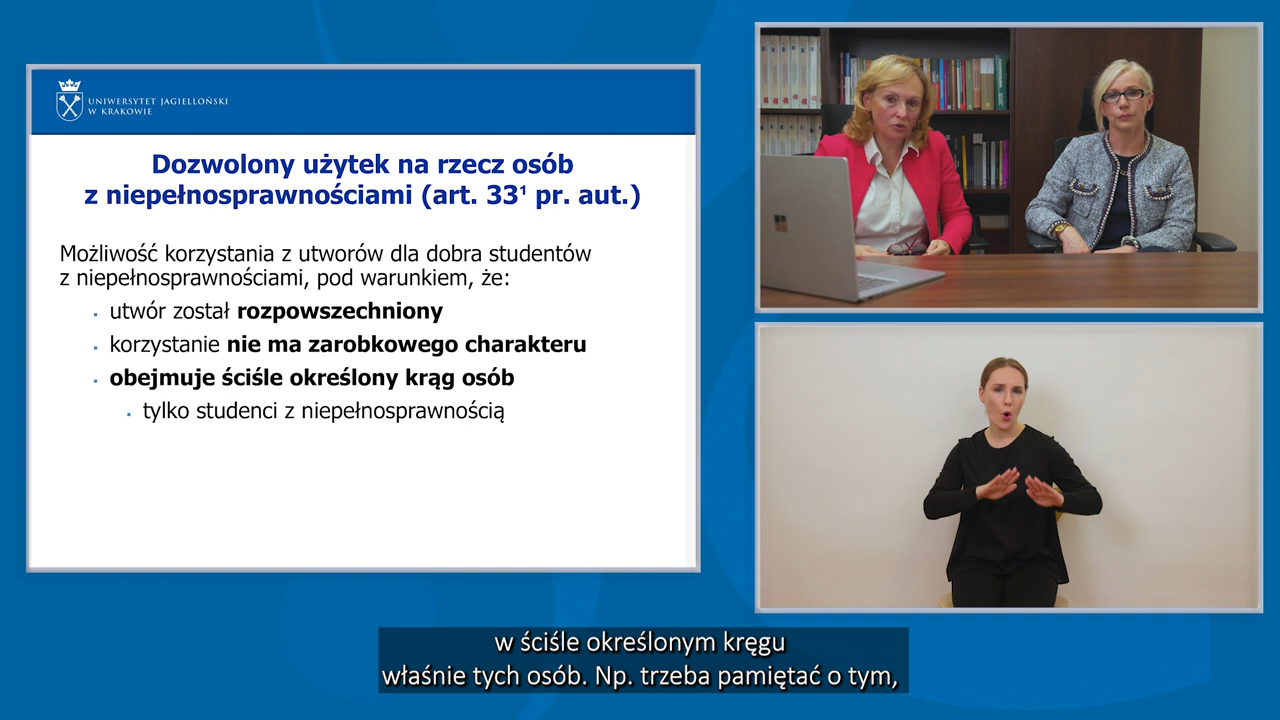 UNIWERSYTET JAGIELLOŃSKI
W KRAKOWIE
Dozwolony użytek na rzecz osób
z niepełnosprawnościami (art. 33¹ pr. aut.)
Możliwość korzystania z utworów dla dobra studentów
z niepełnosprawnościami, pod warunkiem, że:
utwór został rozpowszechniony
korzystanie nie ma zarobkowego charakteru
obejmuje ściśle określony krąg osób
tylko studenci z niepełnosprawnością
w ściśle określonym kręgu
właśnie tych osób. Np. trzeba pamiętać o tym,